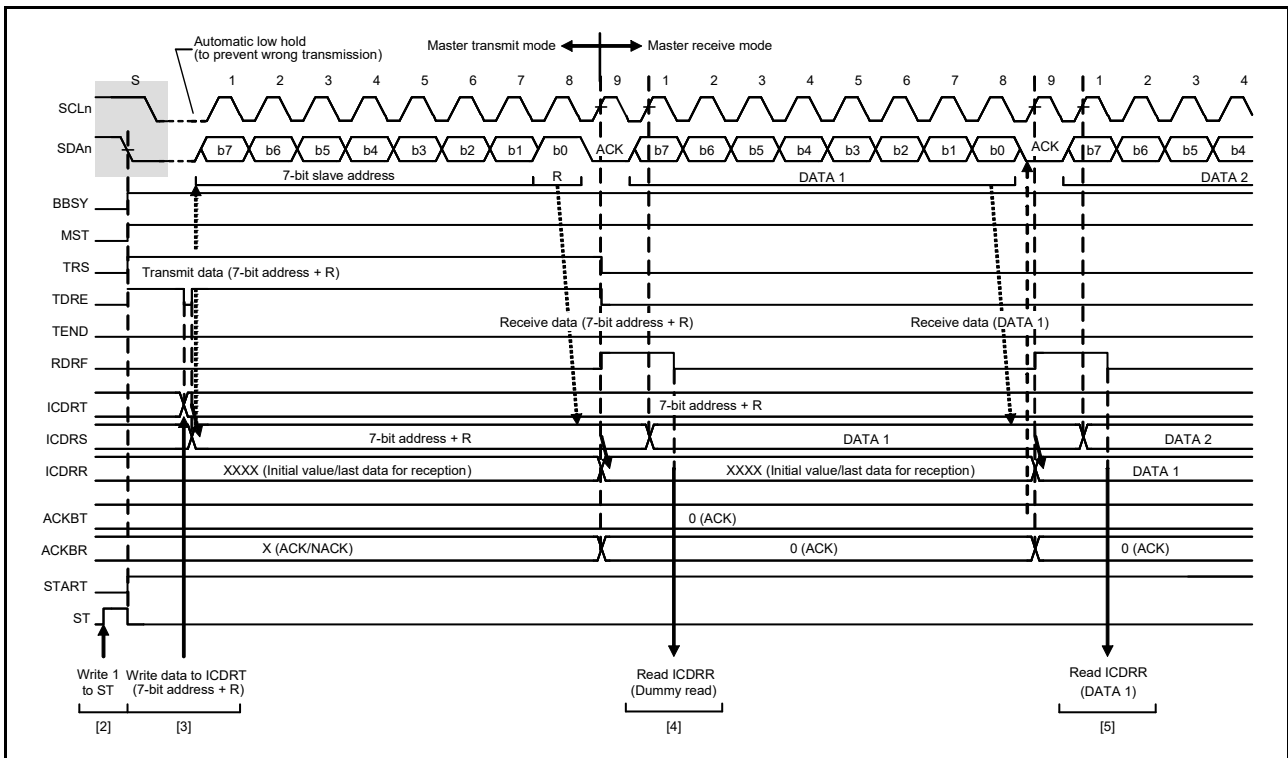 Automatic low hold
(to prevent wrong transmission)
Master transmit mode
Master receive mode
S 1 2 3 4 5 6 7 8 9 1 2 3 4 5 6 7 8 9 1 2 3 4
SCLn
SDAn b7 b6 b5 b4 b3 b2 b1 b0 ACK b7 b6 b5 b4 b3 b2 b1 b0 ACK b7 b6 b5 b4
7-bit slave address R DATA 1 DATA 2
BBSY
MST
TRS
Transmit data (7-bit address + R)
TDRE
Receive data (7-bit address + R) Receive data (DATA 1)
TEND
RDRF
ICDRT 7-bit address + R
ICDRS 7-bit address + R DATA 1 DATA 2
ICDRR XXXX (Initial value/last data for reception) XXXX (Initial value/last data for reception) DATA 1
ACKBT 0 (ACK)
ACKBR X (ACK/NACK) 0 (ACK) 0 (ACK)
START
ST
Write 1
to ST
Write data to ICDRT
(7-bit address + R)
Read ICDRR
(Dummy read)
Read ICDRR
(DATA 1)
[2] [3] [4] [5]